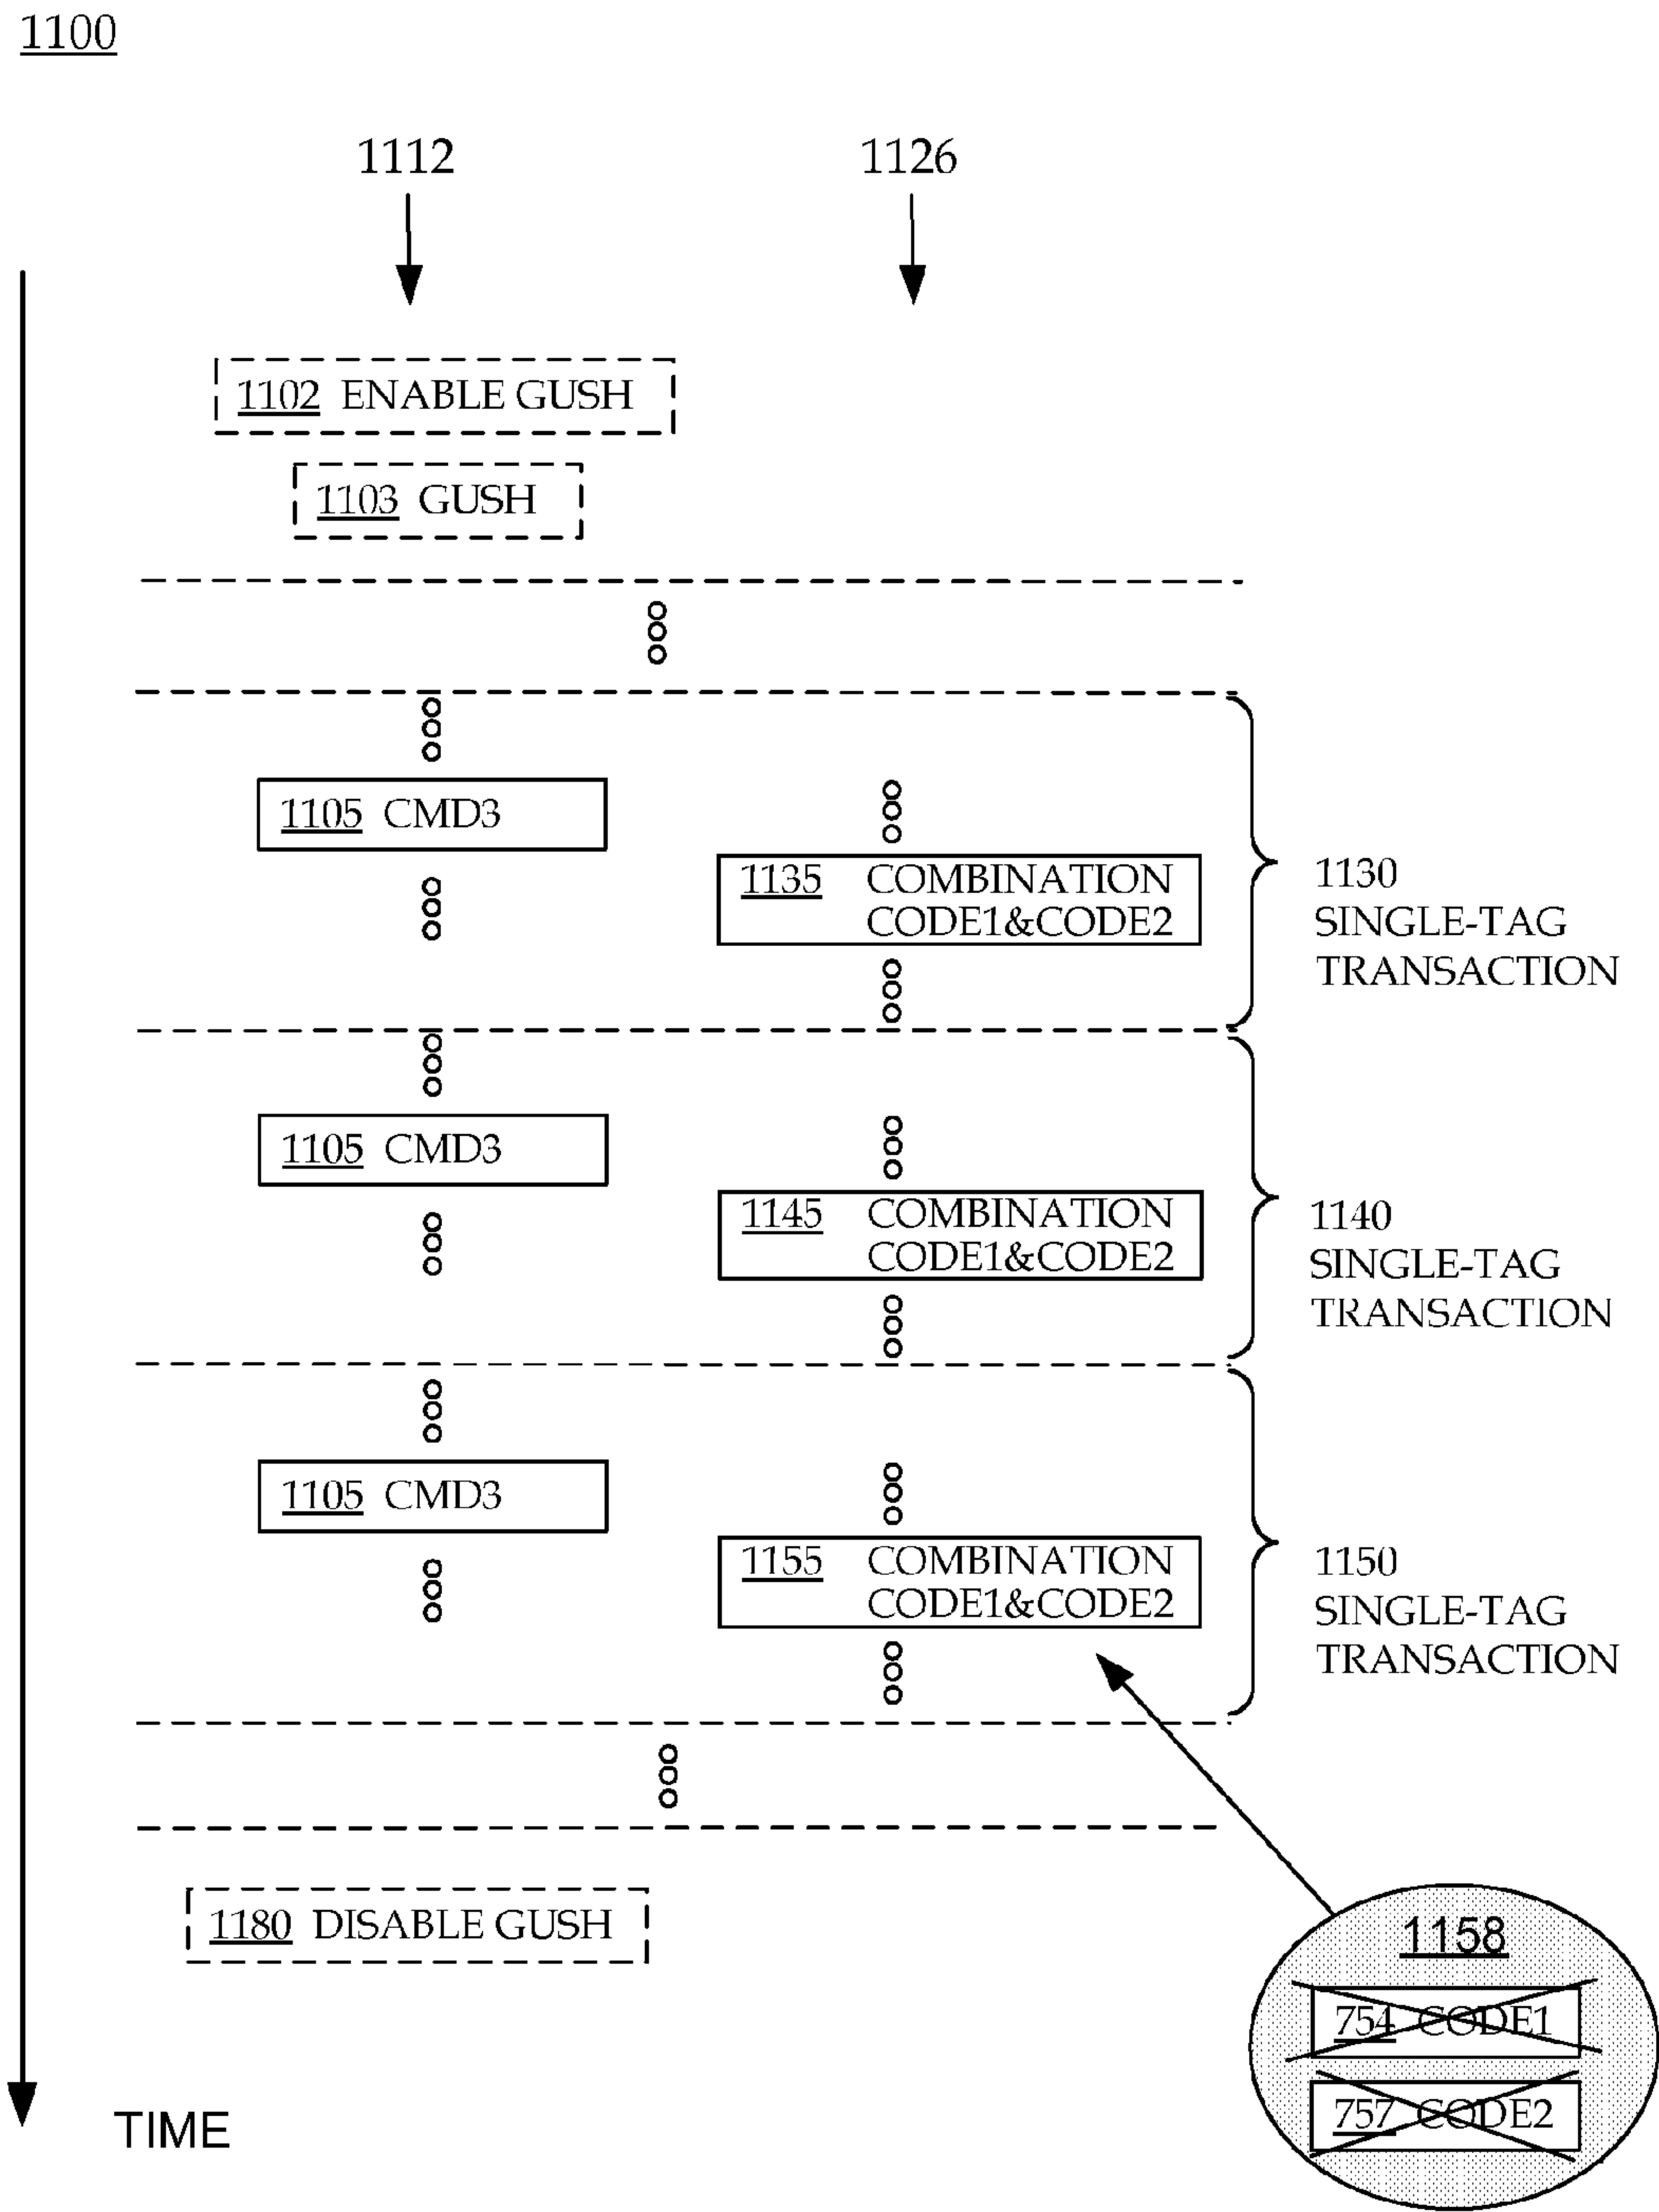 1100
1112
1126
1102 ENABLE GUSH
1103 GUSH
1105 CMD3
1135 COMBINATION
CODE1&CODE2
1130
SINGLE-TAG
TRANSACTION
1105 CMD3
1145 COMBINATION
CODE1&CODE2
1140
SINGLE-TAG
TRANSACTION
1105 CMD3
1155 COMBINATION
CODE1&CODE2
1150
SINGLE-TAG
TRANSACTION
1180 DISABLE GUSH
1158
754 CODE1
757 CODE2
TIME